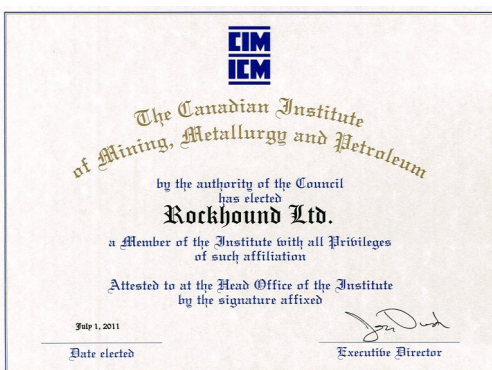 CIM
ICM
The Canadian Institute
of Mining, Metallurgy and Petroleum
by the authority of the Council
has elected
Rockhound Ltd.
a Member of the Institute with all Privileges
of such affiliation
Attested to at the Head Office of the Institute
by the signature affixed
July 1, 2011
Date elected
Executive Director